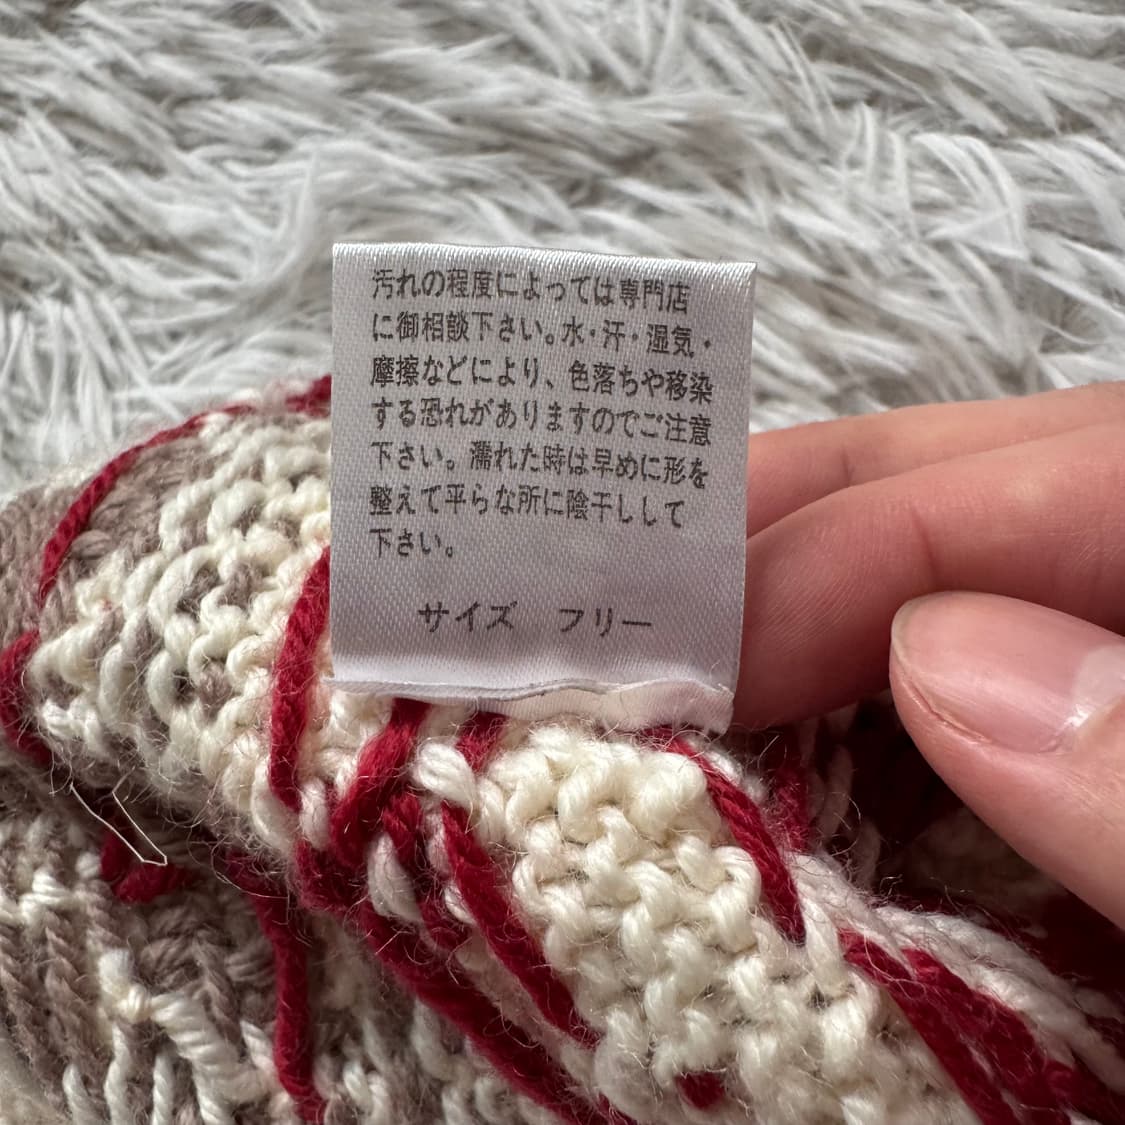 汚れの程度によっては専門店
に御相談下さい。水・汗・湿気・
摩擦などにより、色落ちや移染
する恐れがありますのでご注意
下さい。濡れた時は早めに形を
整えて平らな所に陰干しして
下さい。
サイズ フリー